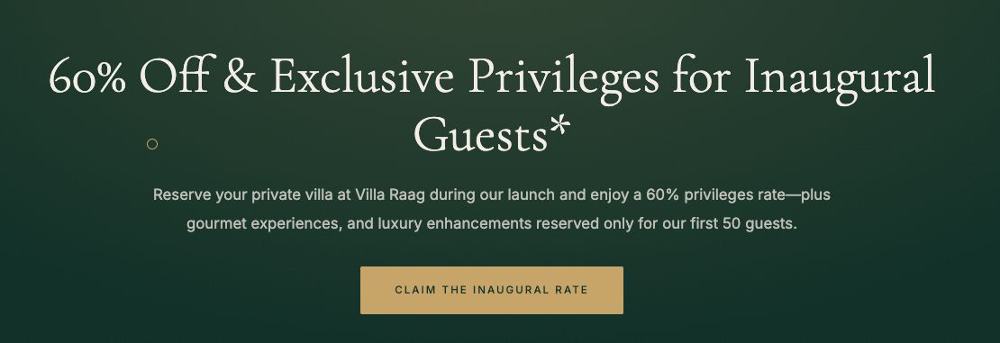 60% Off & Exclusive Privileges for Inaugural
Guests*
Reserve your private villa at Villa Raag during our launch and enjoy a 60% privileges rate—plus
gourmet experiences, and luxury enhancements reserved only for our first 50 guests.
CLAIM THE INAUGURAL RATE